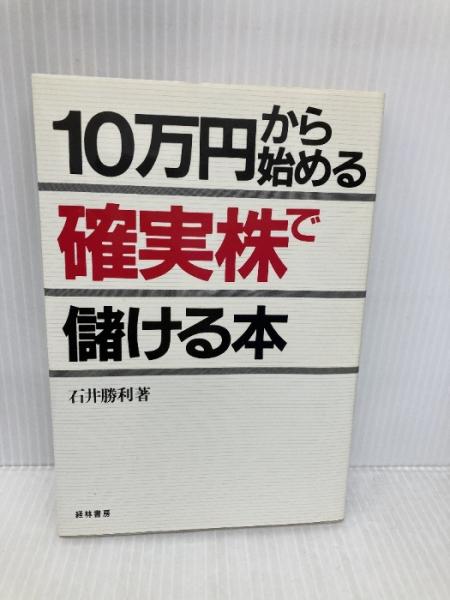 10万円から
始める
確実株で
儲ける本
石井勝利著
経林書房